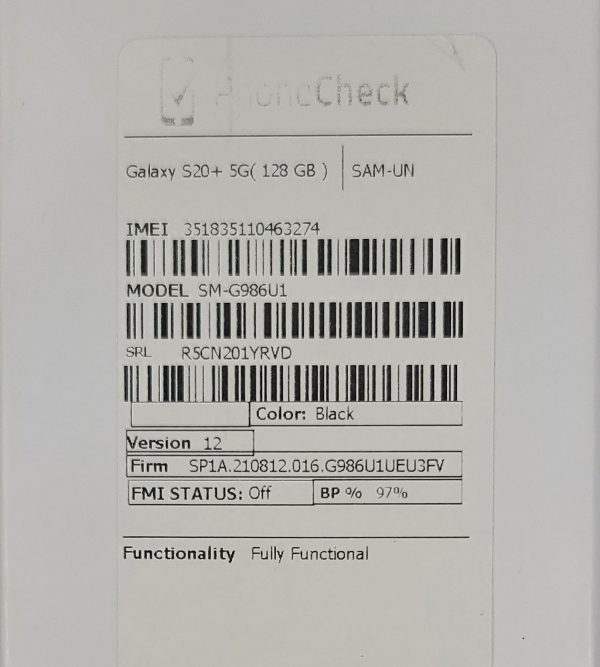 PhoneCheck
Galaxy S20+ 5G( 128 GB ) SAM-UN
IMEI 351835110463274
MODEL SM-G986U1
SRL R5CN201YRVD
Color: Black
Version 12
Firm SP1A.210812.016.G986U1UEU3FV
FMI STATUS: Off BP % 97%
Functionality Fully Functional